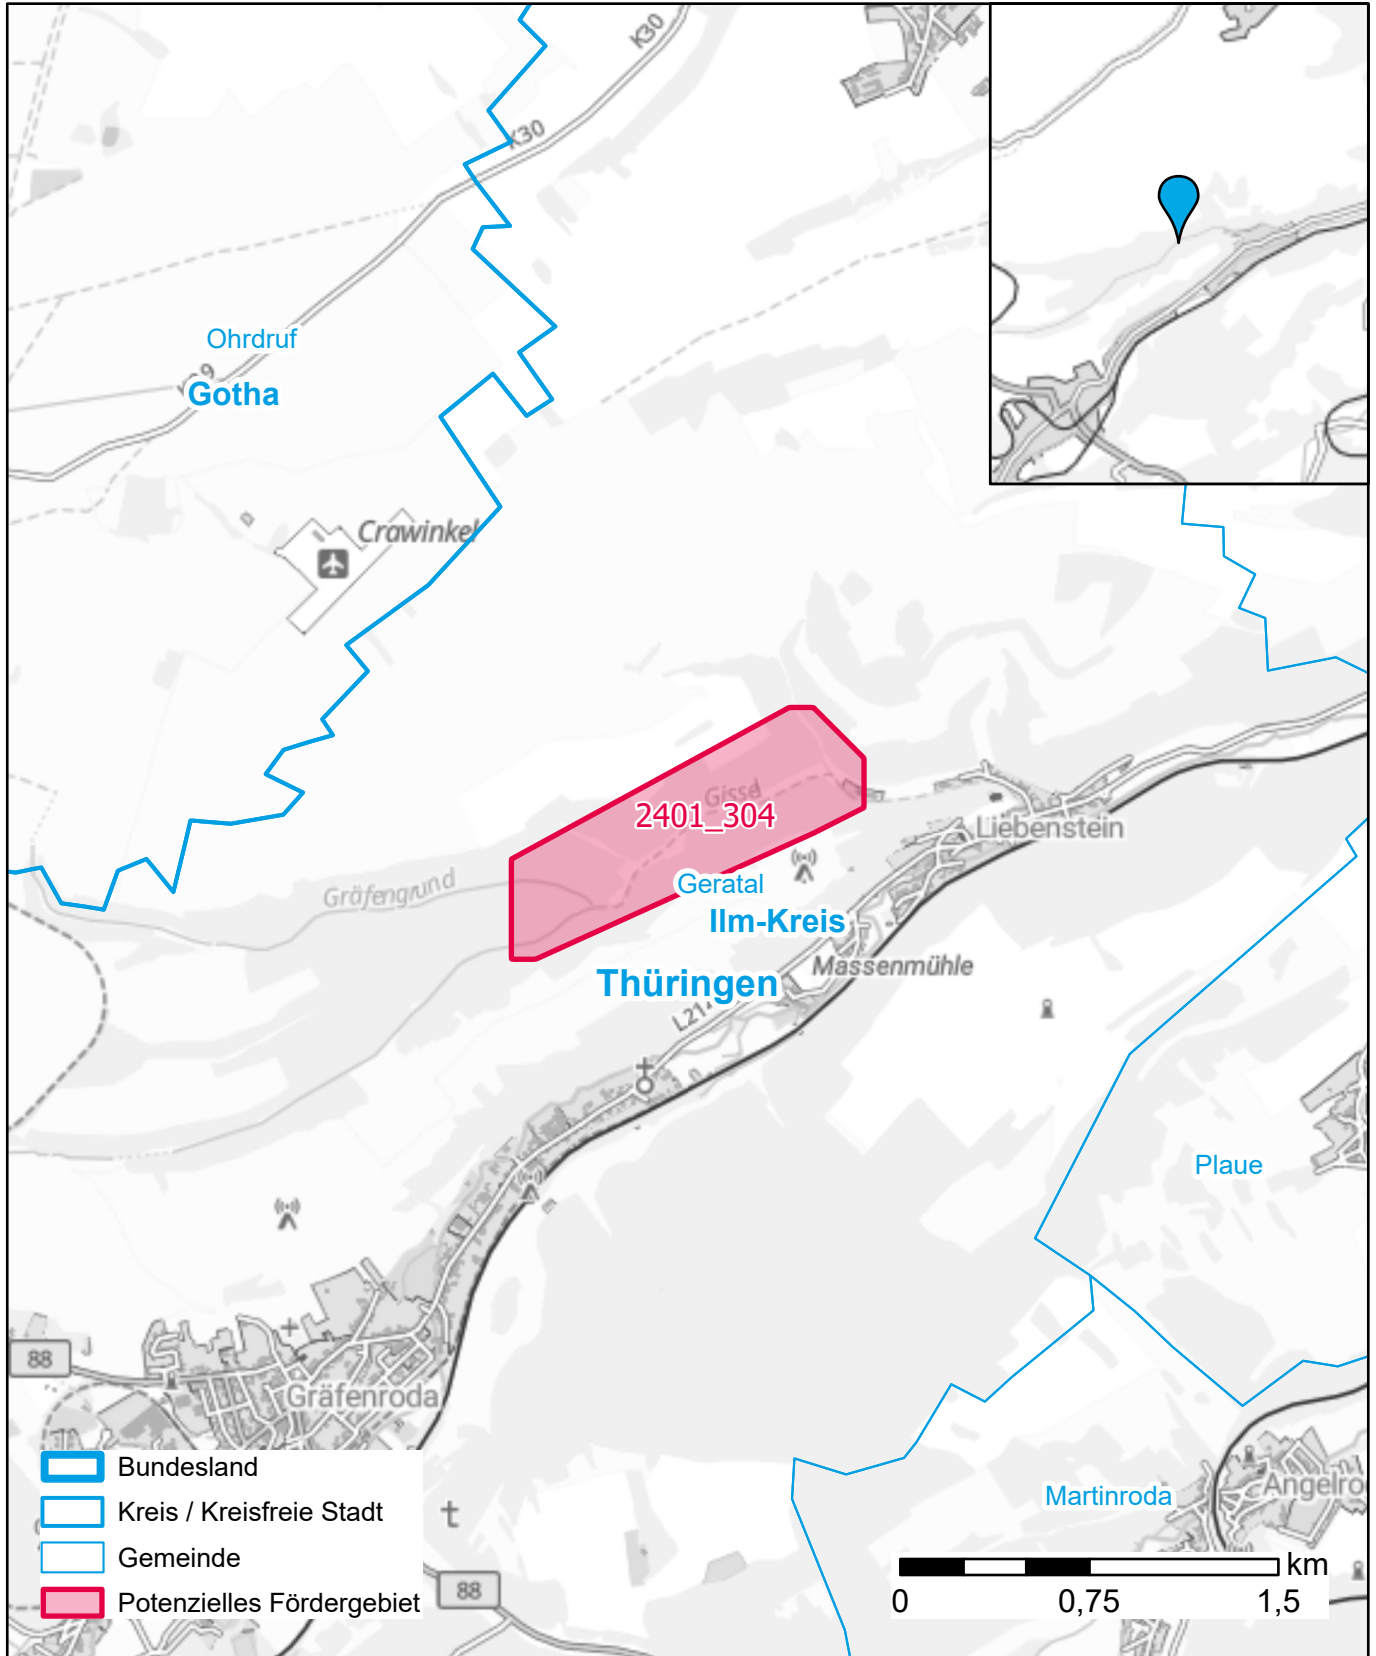 K30
K30
Ohrdruf
Gotha
Crawinkel
Gissel
2401_304
Liebenstein
Gräfengrund
Geratal
Ilm-Kreis
Massenmühle
Thüringen
Plaue
88
Gräfenroda
Bundesland
Kreis / Kreisfreie Stadt
Gemeinde
Potenzielles Fördergebiet
t
88
Martinroda
Angelro
km
0 0,75 1,5